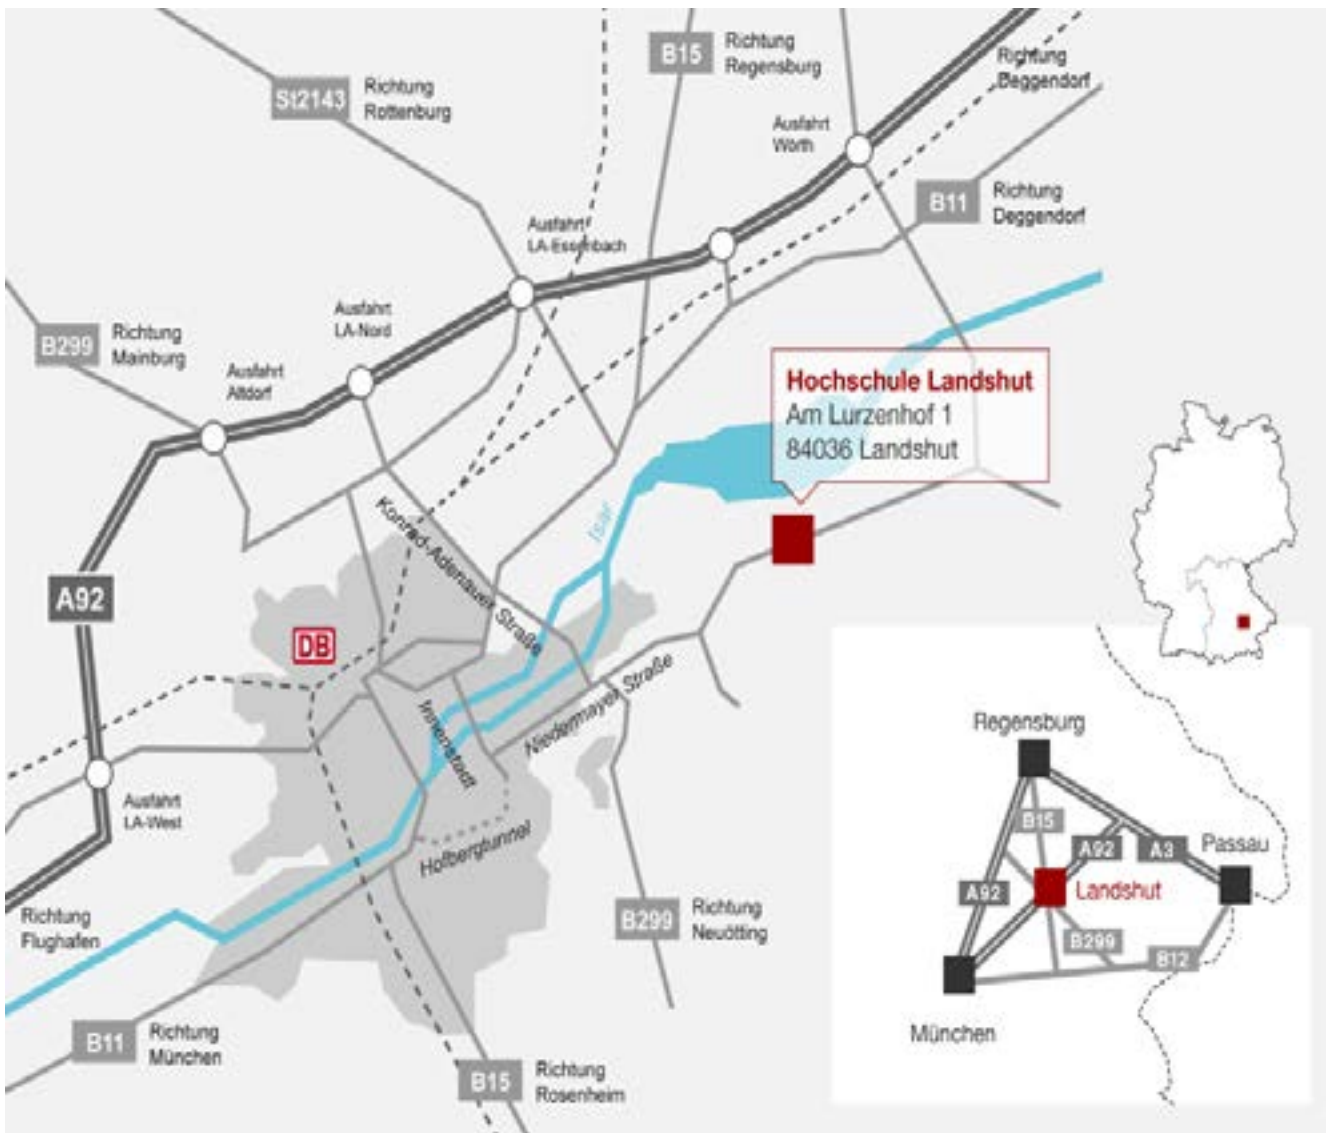 B15
Richtung
Regensburg
St2143
Richtung
Rottenburg
Richtung
Deggendorf
Ausfahrt
Wörth
B11
Richtung
Deggendorf
Ausfahrt
LA-Essenbach
Ausfahrt
LA-Nord
B299
Richtung
Mainburg
Ausfahrt
Altdorf
Hochschule Landshut
Am Lurzenhof 1
84036 Landshut
Konrad-Adenauer Straße
Isar
A92
DB
Niedermayer Straße
Innenstadt
Ausfahrt
LA-West
Hofbergtunnel
Richtung
Flughafen
B299
Richtung
Neuötting
B11
Richtung
München
B15
Richtung
Rosenheim
Regensburg
B15
A92
A3
Passau
A92
Landshut
B299
B12
München